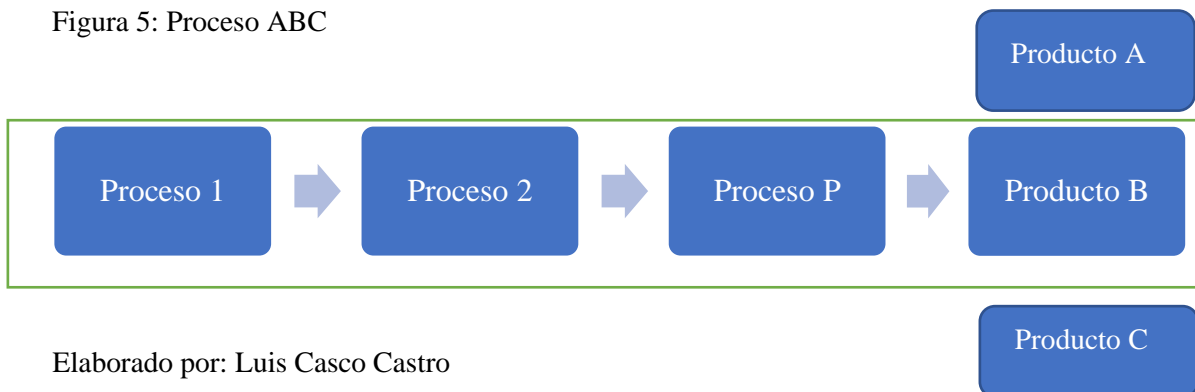 Figura 5: Proceso ABC
Producto A
Proceso 1
Proceso 2
Proceso P
Producto B
Producto C
Elaborado por: Luis Casco Castro